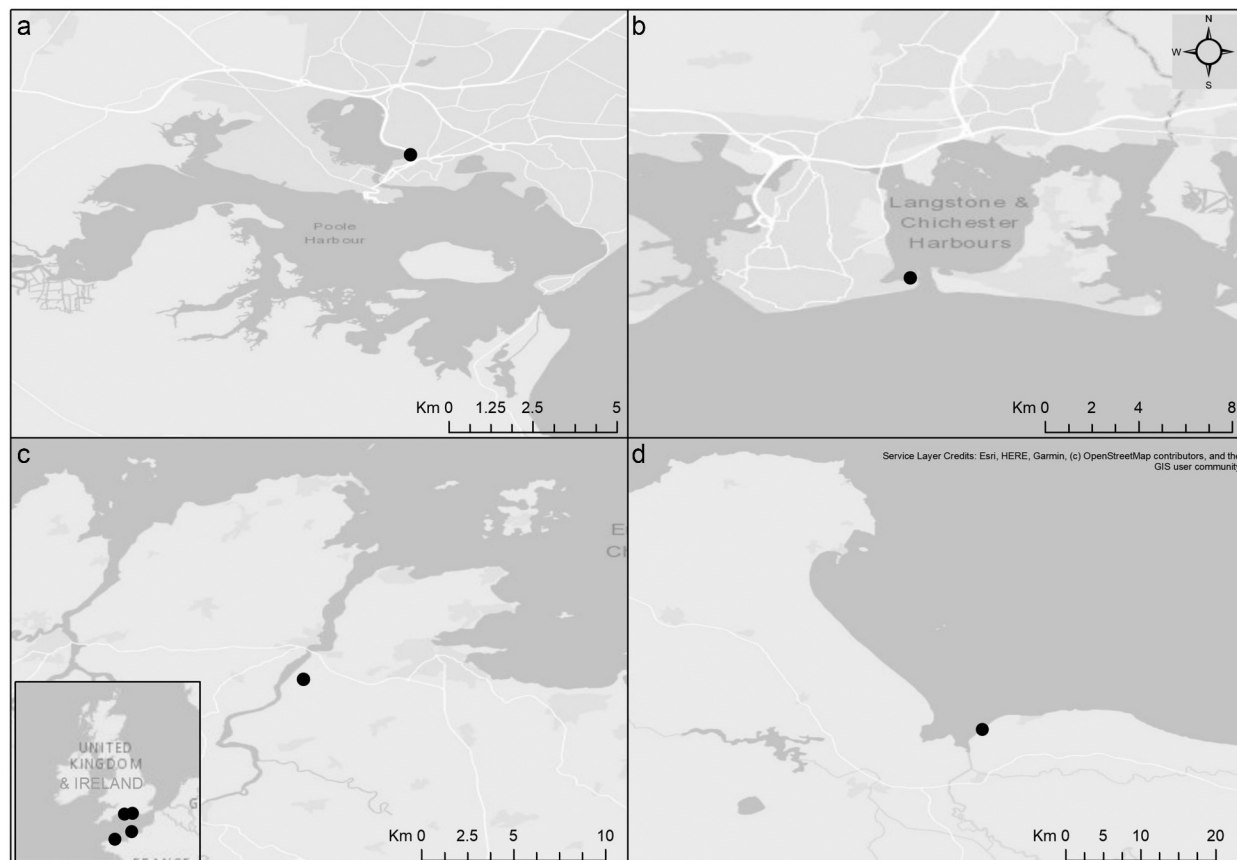 a
Poole
Harbour
Km 0 1.25 2.5 5
b
N
W
S
Langstone &
Chichester
Harbours
Km 0 2 4 8
c
UNITED
KINGDOM
& IRELAND
Km 0 2.5 5 10
d
Service Layer Credits: Esri, HERE, Garmin, (c) OpenStreetMap contributors, and the
GIS user community
Km 0 5 10 20